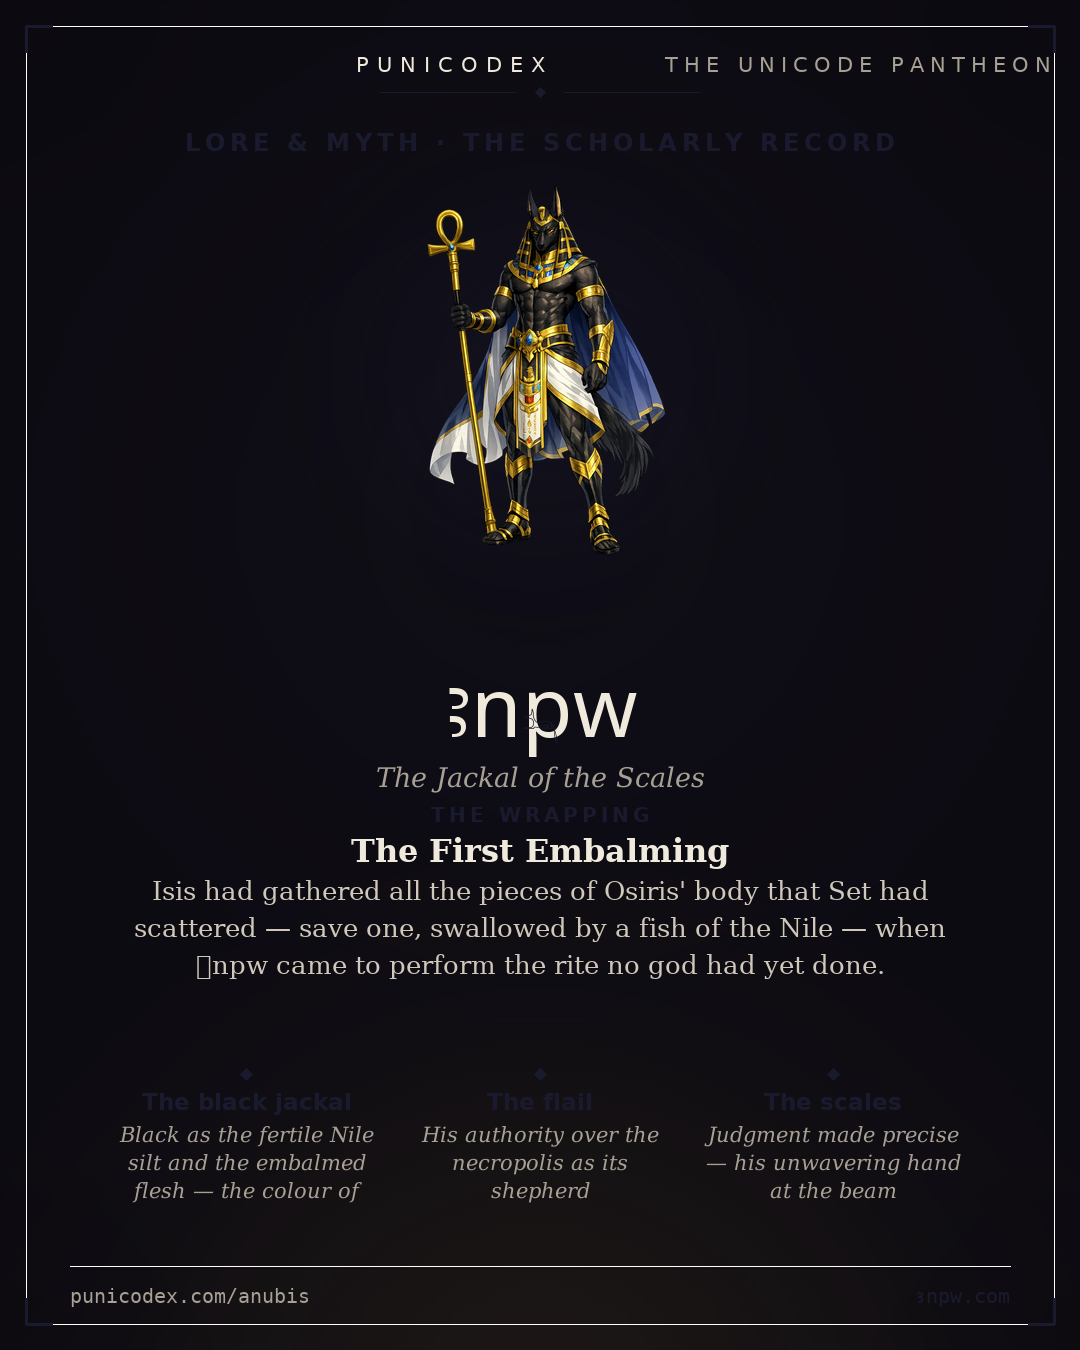 PUNICODEX THE UNICODE PANTHEON
LORE & MYTH · THE SCHOLARLY RECORD
ꜣnpw
The Jackal of the Scales
THE WRAPPING
The First Embalming
Isis had gathered all the pieces of Osiris' body that Set had
scattered — save one, swallowed by a fish of the Nile — when
npw came to perform the rite no god had yet done.
The black jackal
Black as the fertile Nile
silt and the embalmed
flesh — the colour of
The flail
His authority over the
necropolis as its
shepherd
The scales
Judgment made precise
— his unwavering hand
at the beam
punicodex.com/anubis
ꜣnpw.com